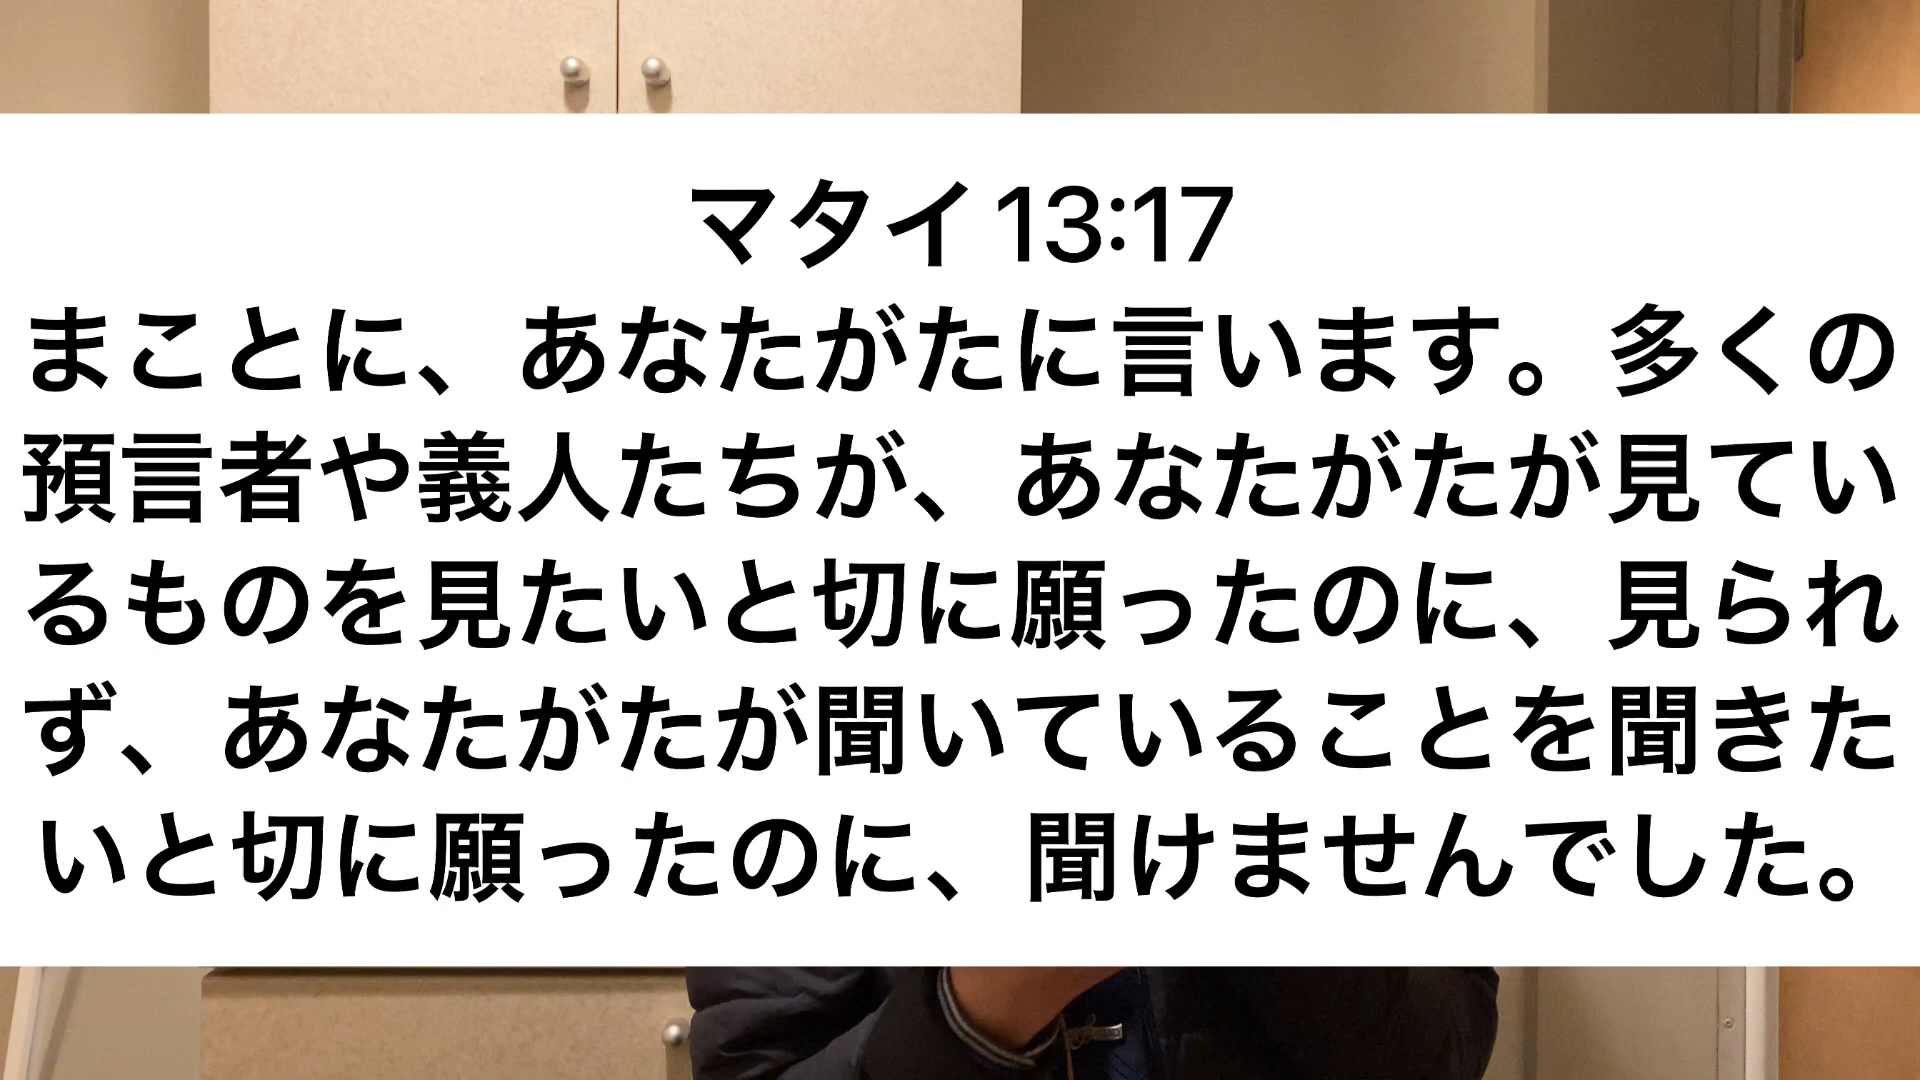 マタイ13:17
まことに、あなたがたに言います。多くの
預言者や義人たちが、あなたがたが見てい
るものを見たいと切に願ったのに、見られ
ず、あなたがたが聞いていることを聞きた
いと切に願ったのに、聞けませんでした。